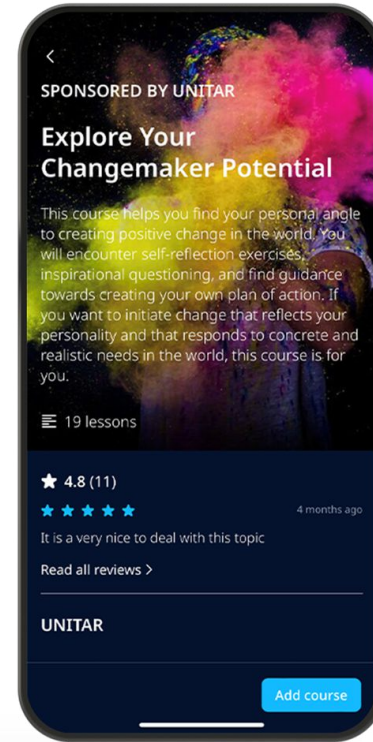 SPONSORED BY UNITAR
Explore Your
Changemaker Potential
This course helps you find your personal angle
to creating positive change in the world. You
will encounter self-reflection exercises,
inspirational questioning, and find guidance
towards creating your own plan of action. If
you want to initiate change that reflects your
personality and that responds to concrete and
realistic needs in the world, this course is for
you.
19 lessons
4.8 (11)
4 months ago
It is a very nice to deal with this topic
Read all reviews >
UNITAR
Add course